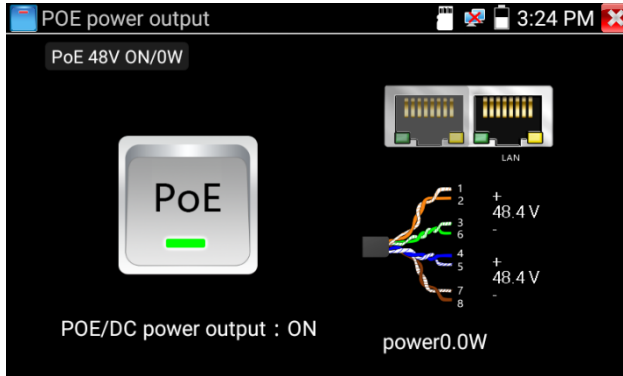 POE power output
3:24 PM
PoE 48V ON/0W
PoE
LAN
1
2
+
48.4 V
3
6
-
4
5
+
48.4 V
7
8
-
POE/DC power output：ON
power0.0W